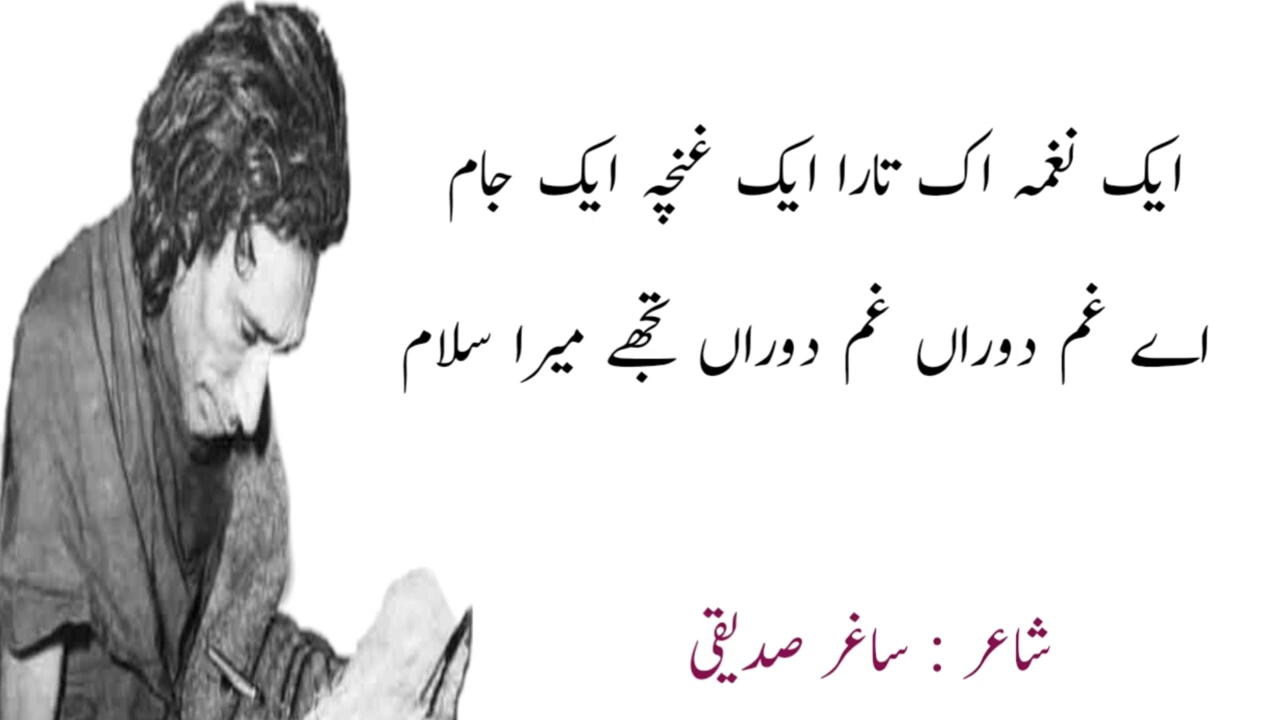 ایک نغمہ اک تارا ایک غنچہ ایک جام
اے غم دوراں غم دوراں تجھے میرا سلام
شاعر : ساغر صدیقی